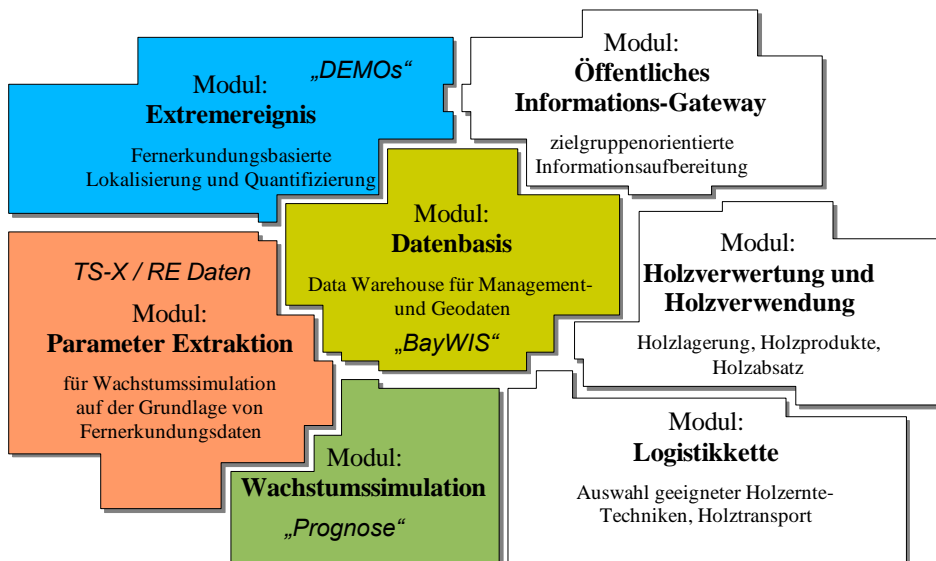 „DEMOs“
Modul:
Extremereignis
Fernerkundungsbasierte
Lokalisierung und Quantifizierung
Modul:
Öffentliches
Informations-Gateway
zielgruppenorientierte
Informationsaufbereitung
Modul:
Datenbasis
Data Warehouse für Management-
und Geodaten
„BayWIS“
TS-X / RE Daten
Modul:
Parameter Extraktion
für Wachstumssimulation
auf der Grundlage von
Fernerkundungsdaten
Modul:
Holzverwertung und
Holzverwendung
Holzlagerung, Holzprodukte,
Holzabsatz
Modul:
Wachstumssimulation
„Prognose“
Modul:
Logistikkette
Auswahl geeigneter Holzernte-
Techniken, Holztransport